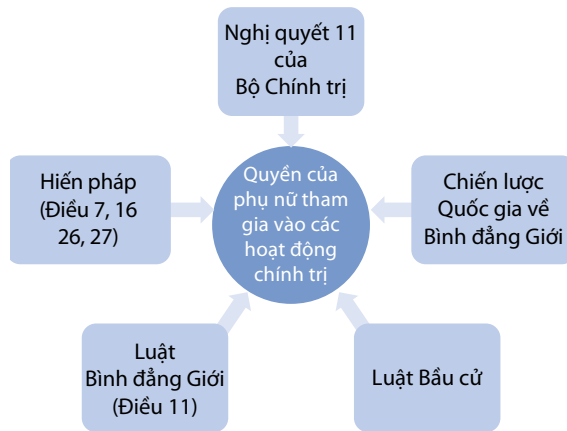 Nghị quyết 11
của
Bộ Chính trị
Hiến pháp
(Điều 7, 16
26, 27)
Quyền của
phụ nữ tham
gia vào các
hoạt động
chính trị
Chiến lược
Quốc gia về
Bình đẳng Giới
Luật
Bình đẳng Giới
(Điều 11)
Luật Bầu cử